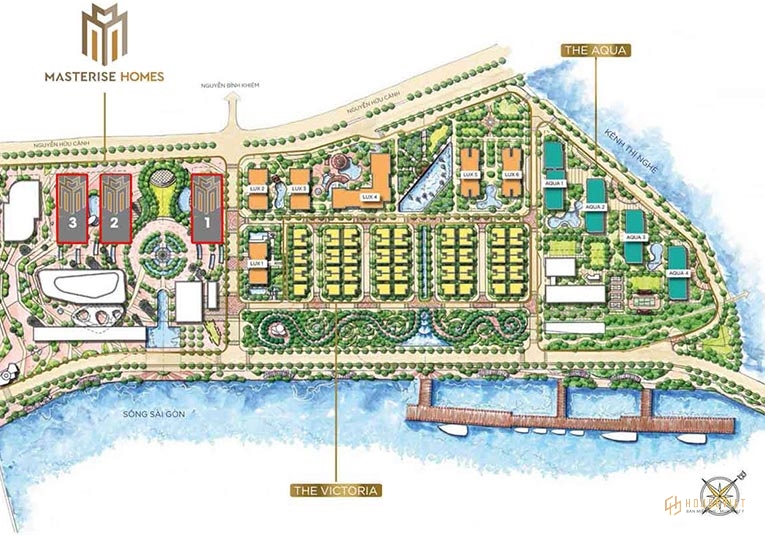 MASTERISE HOMES
THE AQUA
NGUYỄN BỈNH KHIÊM
NGUYỄN HỮU CẢNH
NGUYỄN HỮU CẢNH
KÊNH THỊ NGHÈ
3
2
1
LUX 2
LUX 3
LUX 4
LUX 5
LUX 6
AQUA 1
AQUA 2
AQUA 3
AQUA 4
LUX 1
SÔNG SÀI GÒN
THE VICTORIA